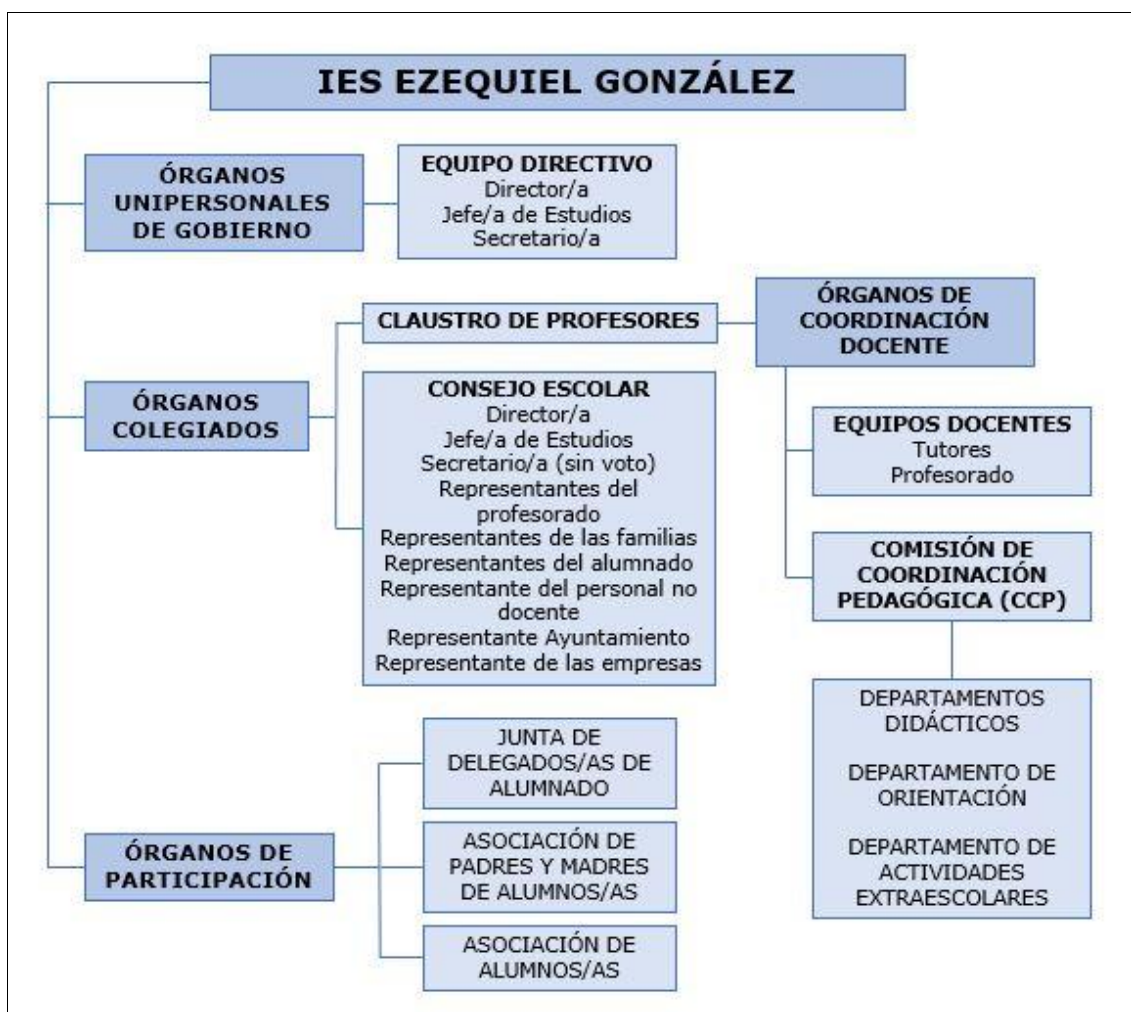 IES EZEQUIEL GONZÁLEZ
ÓRGANOS
UNIPERSONALES
DE GOBIERNO
EQUIPO DIRECTIVO
Director/a
Jefe/a de Estudios
Secretario/a
ÓRGANOS
COLEGIADOS
CLAUSTRO DE PROFESORES
CONSEJO ESCOLAR
Director/a
Jefe/a de Estudios
Secretario/a (sin voto)
Representantes del
profesorado
Representantes de las familias
Representantes del alumnado
Representante del personal no
docente
Representante Ayuntamiento
Representante de las empresas
ÓRGANOS DE
COORDINACIÓN
DOCENTE
EQUIPOS DOCENTES
Tutores
Profesorado
COMISIÓN DE
COORDINACIÓN
PEDAGÓGICA (CCP)
DEPARTAMENTOS
DIDÁCTICOS
DEPARTAMENTO DE
ORIENTACIÓN
DEPARTAMENTO DE
ACTIVIDADES
EXTRAESCOLARES
ÓRGANOS DE
PARTICIPACIÓN
JUNTA DE
DELEGADOS/AS DE
ALUMNADO
ASOCIACIÓN DE
PADRES Y MADRES
DE ALUMNOS/AS
ASOCIACIÓN DE
ALUMNOS/AS